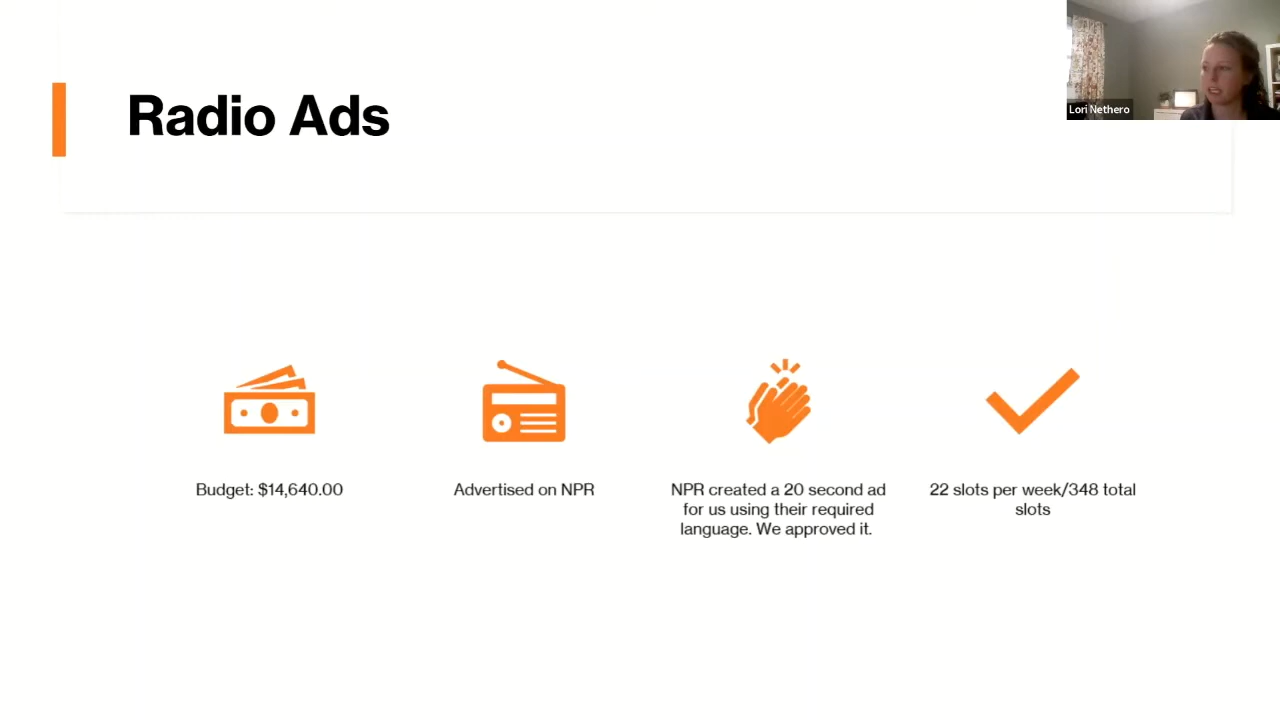 Radio Ads
Lori Nethero
Budget: $14,640.00
Advertised on NPR
NPR created a 20 second ad
for us using their required
language. We approved it.
22 slots per week/348 total
slots